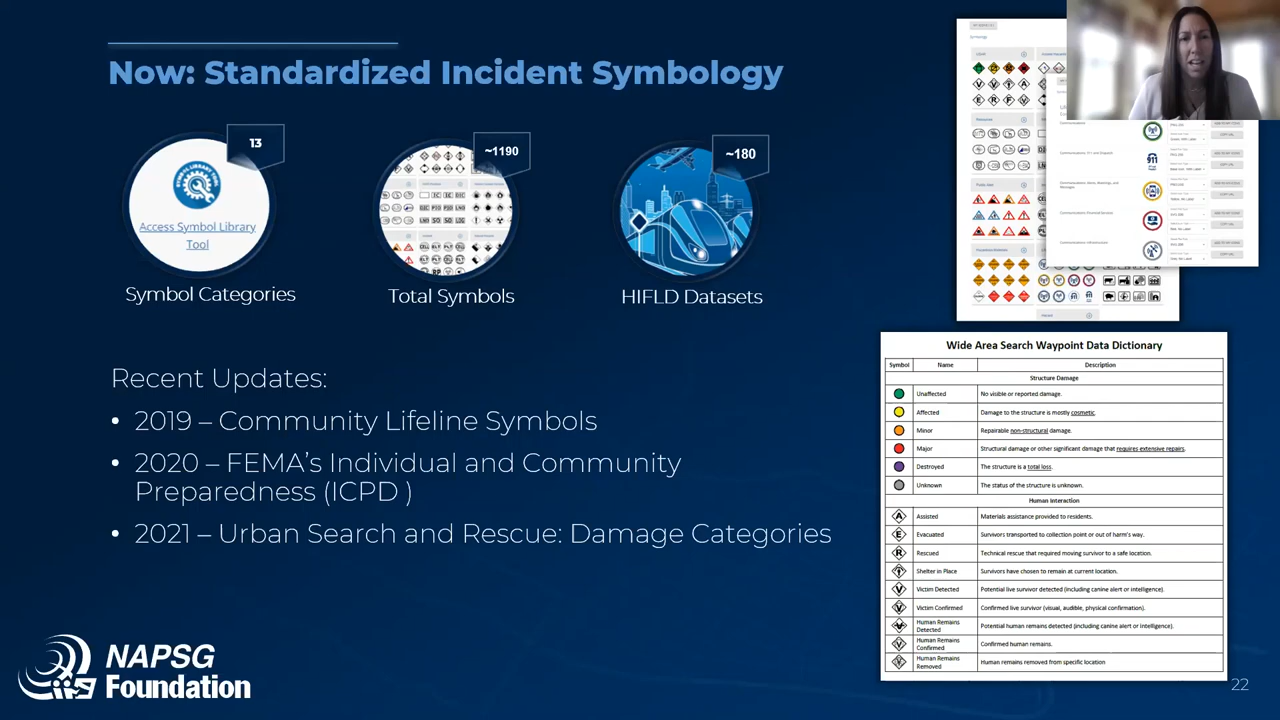 Now: Standardized Incident Symbology
13
~1190
~180
SYMBOL LIBRARY TOOL
Access Symbol Library
Tool
Symbol Categories
Total Symbols
HIFLD Datasets
Recent Updates:
• 2019 – Community Lifeline Symbols
• 2020 – FEMA's Individual and Community
Preparedness (ICPD )
• 2021 – Urban Search and Rescue: Damage Categories
NAPSG
Foundation
911
Wide Area Search Waypoint Data Dictionary
Symbol Name Description
Structure Damage
Unaffected No visible or reported damage.
Affected Damage to the structure is mostly cosmetic.
Minor Repairable non-structural damage.
Major Structural damage or other significant damage that requires extensive repairs.
Destroyed The structure is a total loss.
Unknown The status of the structure is unknown.
Human Interaction
A Assisted Materials assistance provided to residents.
E Evacuated Survivors transported to collection point or out of harm's way.
R Rescued Technical rescue that required moving survivor to a safe location.
Shelter in Place Survivors have chosen to remain at current location.
V Victim Detected Potential live survivor detected (including canine alert or intelligence).
V Victim Confirmed Confirmed live survivor (visual, audible, physical confirmation).
Human Remains
Detected Potential human remains detected (including canine alert or intelligence).
Human Remains
Confirmed Confirmed human remains.
Human Remains
Removed Human remains removed from specific location
22